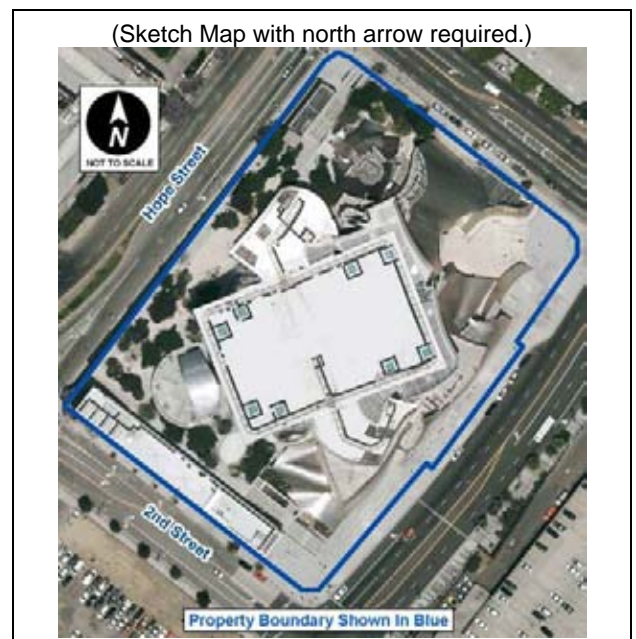 (Sketch Map with north arrow required.)
N
NOT TO SCALE
Hope Street
2nd Street
Property Boundary Shown In Blue